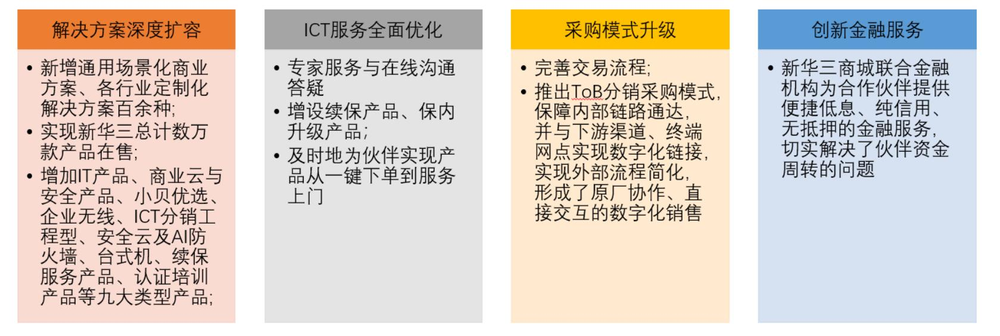 解决方案深度扩容
• 新增通用场景化商业
方案、各行业定制化
解决方案百余种;
• 实现新华三总计数万
款产品在售;
• 增加IT产品、商业云与
安全产品、小贝优选、
企业无线、ICT分销工
程型、安全云及AI防
火墙、台式机、续保
服务产品、认证培训
产品等九大类型产品;
ICT服务全面优化
• 专家服务与在线沟通
答疑
• 增设续保产品、保内
升级产品;
• 及时地为伙伴实现产
品从一键下单到服务
上门
采购模式升级
• 完善交易流程;
• 推出ToB分销采购模式,
保障内部链路通达,
并与下游渠道、终端
网点实现数字化链接,
实现外部流程简化,
形成了原厂协作、直
接交互的数字化销售
创新金融服务
• 新华三商城联合金融
机构为合作伙伴提供
便捷低息、纯信用、
无抵押的金融服务,
切实解决了伙伴资金
周转的问题